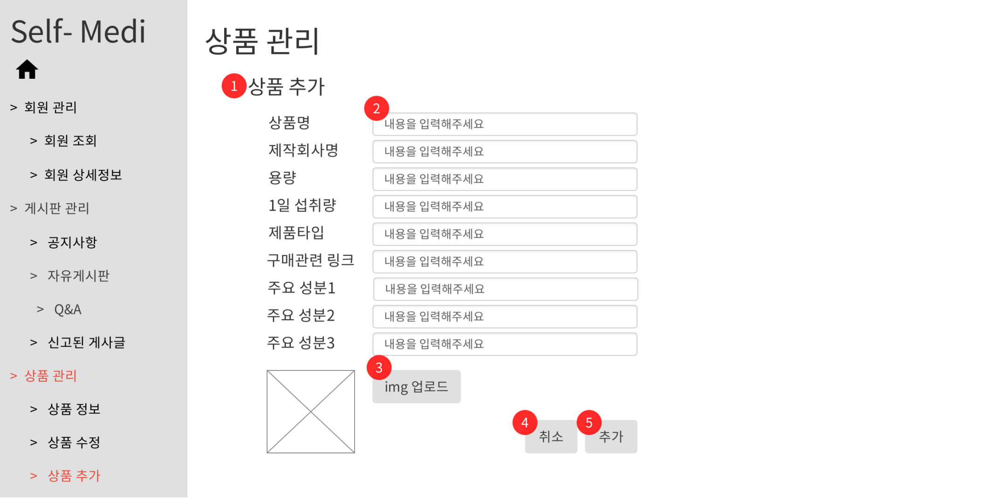 Self- Medi
> 회원 관리
> 회원 조회
> 회원 상세정보
> 게시판 관리
> 공지사항
> 자유게시판
> Q&A
> 신고된 게사글
> 상품 관리
> 상품 정보
> 상품 수정
> 상품 추가
상품 관리
1 상품 추가
2
상품명 내용을 입력해주세요
제작회사명 내용을 입력해주세요
용량 내용을 입력해주세요
1일 섭취량 내용을 입력해주세요
제품타입 내용을 입력해주세요
구매관련 링크 내용을 입력해주세요
주요 성분1 내용을 입력해주세요
주요 성분2 내용을 입력해주세요
주요 성분3 내용을 입력해주세요
3
img 업로드
4 5
취소 추가